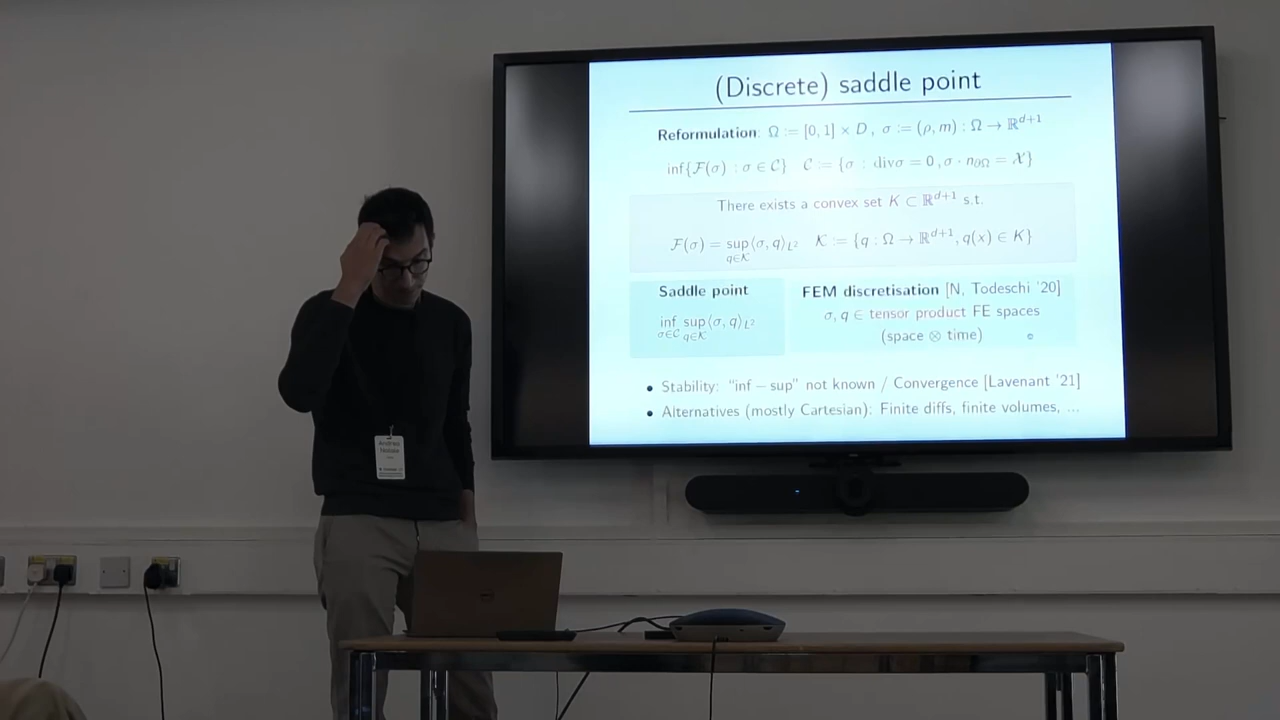 (Discrete) saddle point
Reformulation: Ω := [0, 1] × D , σ := (ρ, m) : Ω → ℝ^{d+1}
inf{ℱ(σ) : σ ∈ 𝒞} 𝒞 := {σ : divσ = 0 , σ · n_{∂Ω} = 𝒳}
There exists a convex set K ⊂ ℝ^{d+1} s.t.
ℱ(σ) = sup_{q∈𝒦} ⟨σ, q⟩_{L²} 𝒦 := {q : Ω → ℝ^{d+1}, q(x) ∈ K}
Saddle point
inf_{σ∈𝒞} sup_{q∈𝒦} ⟨σ, q⟩_{L²}
FEM discretisation [N, Todeschi '20]
σ, q ∈ tensor product FE spaces
(space ⊗ time)
• Stability: "inf − sup" not known / Convergence [Lavenant '21]
• Alternatives (mostly Cartesian): Finite diffs, finite volumes, ...
Andrea